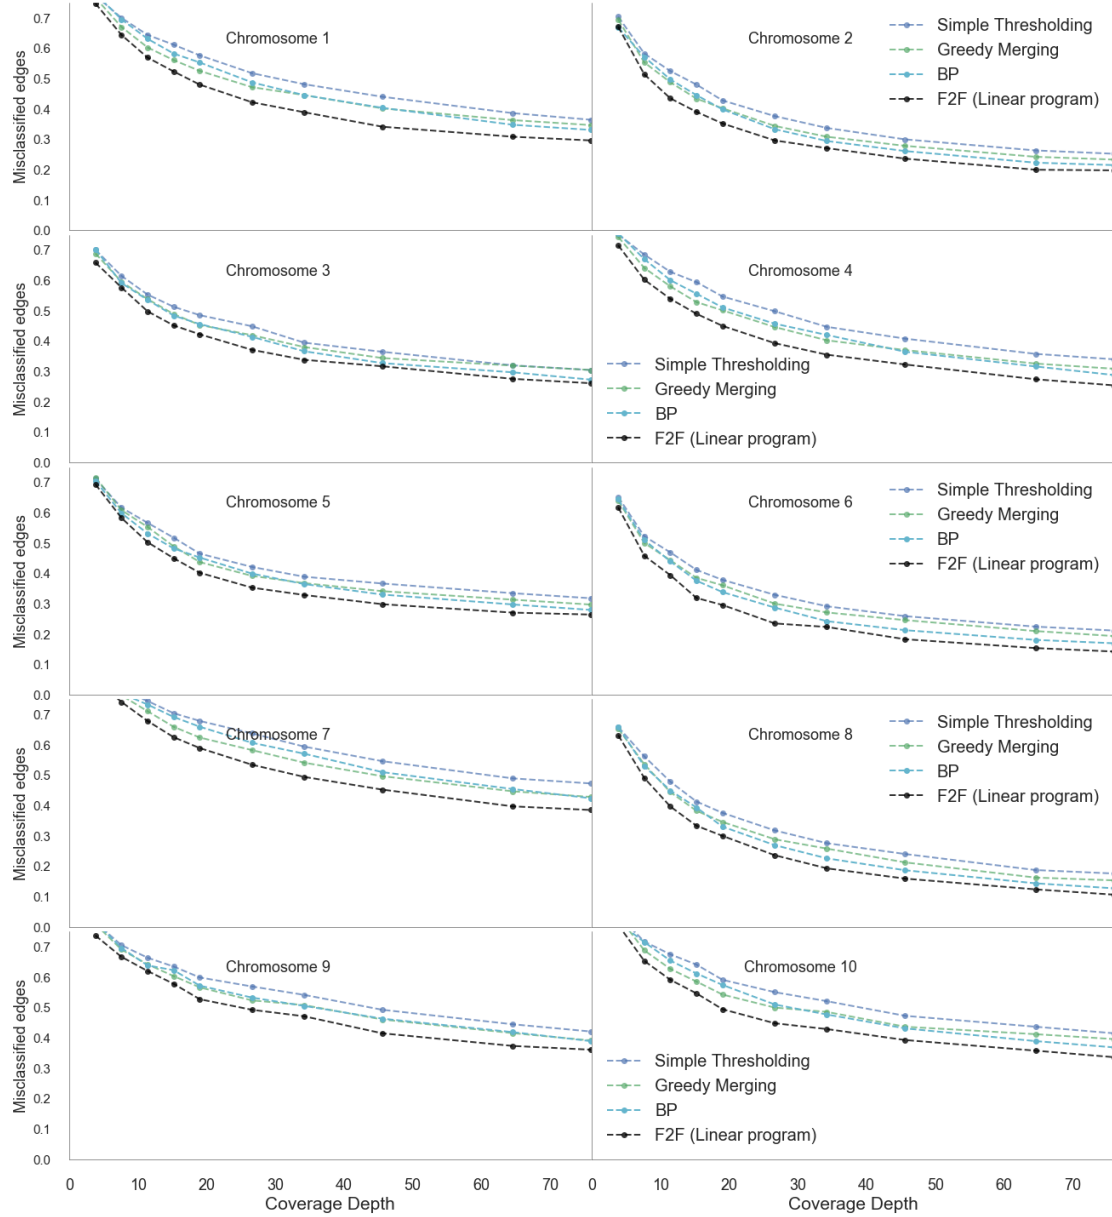 0.7
0.6
0.5
0.4
0.3
0.2
0.1
0.0
Misclassified edges
Chromosome 1
Chromosome 2
Simple Thresholding
Greedy Merging
BP
F2F (Linear program)
0.7
0.6
0.5
0.4
0.3
0.2
0.1
0.0
Misclassified edges
Chromosome 3
Chromosome 4
Simple Thresholding
Greedy Merging
BP
F2F (Linear program)
0.7
0.6
0.5
0.4
0.3
0.2
0.1
0.0
Misclassified edges
Chromosome 5
Chromosome 6
Simple Thresholding
Greedy Merging
BP
F2F (Linear program)
0.7
0.6
0.5
0.4
0.3
0.2
0.1
0.0
Misclassified edges
Chromosome 7
Chromosome 8
Simple Thresholding
Greedy Merging
BP
F2F (Linear program)
0.7
0.6
0.5
0.4
0.3
0.2
0.1
0.0
Misclassified edges
Chromosome 9
Chromosome 10
Simple Thresholding
Greedy Merging
BP
F2F (Linear program)
0 10 20 30 40 50 60 70
Coverage Depth
0 10 20 30 40 50 60 70
Coverage Depth